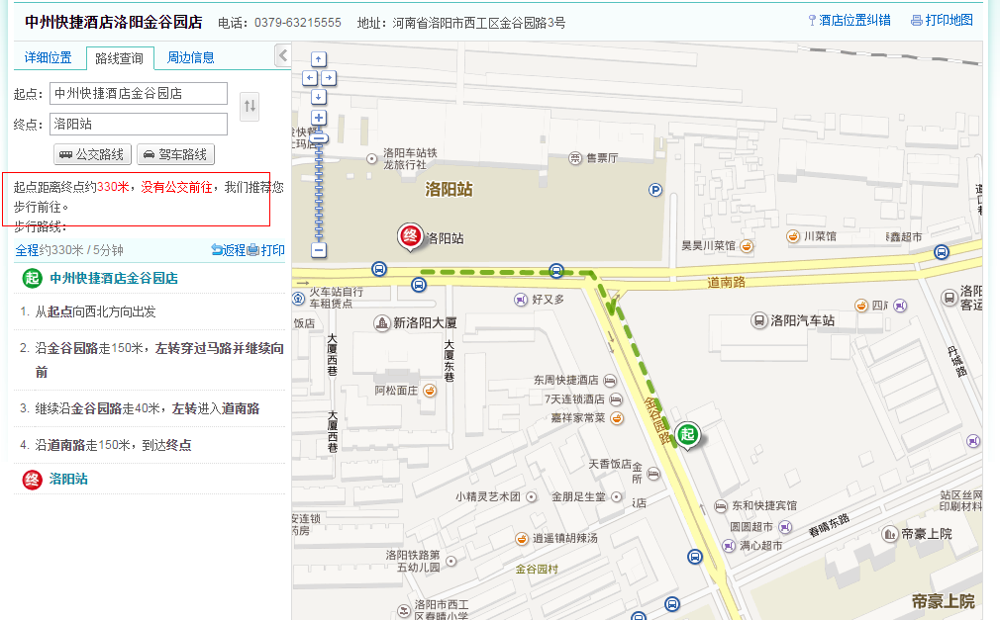 中州快捷酒店洛阳金谷园店 电话：0379-63215555 地址：河南省洛阳市西工区金谷园路3号
酒店位置纠错 打印地图
详细位置 路线查询 周边信息
起点：中州快捷酒店金谷园店
终点：洛阳站
公交路线 驾车路线
起点距离终点约330米，没有公交前往，我们推荐您
步行前往。
步行路线：
全程约330米 / 5分钟 返程 打印
起 中州快捷酒店金谷园店
1. 从起点向西北方向出发
2. 沿金谷园路走150米，左转穿过马路并继续向
前
3. 继续沿金谷园路走40米，左转进入道南路
4. 沿道南路走150米，到达终点
终 洛阳站
洛阳车站铁
龙旅行社
票 售票厅
洛阳站
P
终 洛阳站
昊昊川菜馆
川菜馆
鑫超市
道南路
火车站自行
车租赁点
饭店
好又多
新洛阳大厦
洛阳汽车站
洛阳
客运
大厦西巷
大厦东巷
丹城路
阿松面庄
东周快捷酒店
7天连锁酒店
嘉祥家常菜
金谷园路
起
大厦西巷
天香饭店
金
所
小精灵艺术团
金朋足生堂
饭店
东和快捷宾馆
圆圆超市
满心超市
春晴东路
站区丝网
印刷材料
帝豪上院
安连锁
药房
逍遥镇胡辣汤
洛阳铁路第
五幼儿园
金谷园村
洛阳市西工
区春晴小学
帝豪上院